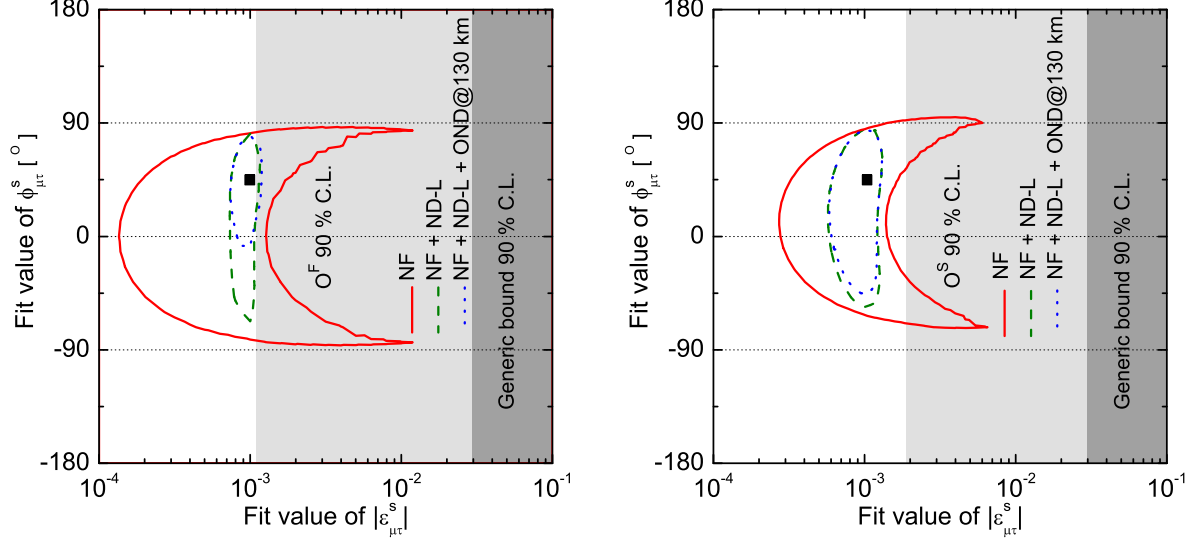 180
90
0
-90
-180
Fit value of ϕ^s_μτ [ ° ]
10^-4
10^-3
10^-2
10^-1
Fit value of |ε^s_μτ|
O^F 90 % C.L.
NF
NF + ND-L
NF + ND-L + OND@130 km
Generic bound 90 % C.L.
180
90
0
-90
-180
Fit value of ϕ^s_μτ [ ° ]
10^-4
10^-3
10^-2
10^-1
Fit value of |ε^s_μτ|
O^S 90 % C.L.
NF
NF + ND-L
NF + ND-L + OND@130 km
Generic bound 90 % C.L.